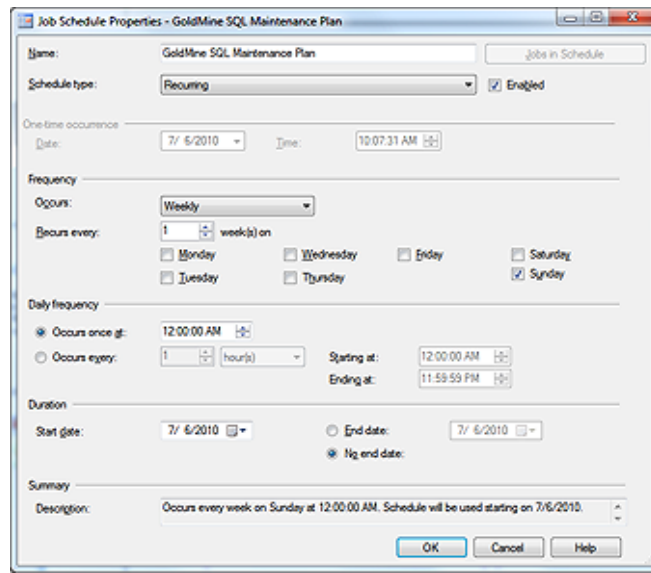 Job Schedule Properties - GoldMine SQL Maintenance Plan
Name: GoldMine SQL Maintenance Plan Jobs in Schedule
Schedule type: Recurring Enabled
One-time occurrence
Date: 7/ 6/2010 Time: 10:07:31 AM
Frequency
Occurs: Weekly
Recurs every: 1 week(s) on
Monday Wednesday Friday Saturday
Tuesday Thursday Sunday
Daily frequency
Occurs once at: 12:00:00 AM
Occurs every: 1 hour(s) Starting at: 12:00:00 AM
Ending at: 11:59:59 PM
Duration
Start date: 7/ 6/2010 End date: 7/ 6/2010
No end date:
Summary
Description: Occurs every week on Sunday at 12:00:00 AM. Schedule will be used starting on 7/6/2010.
OK Cancel Help